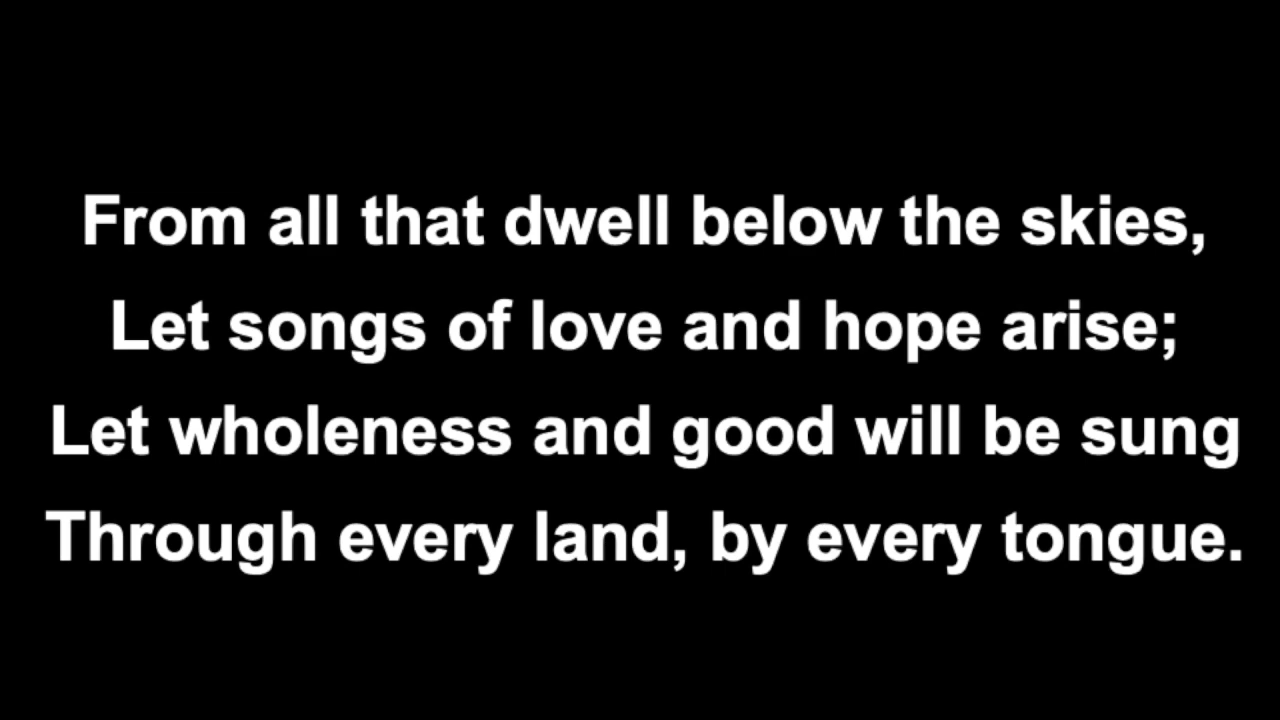 From all that dwell below the skies,
Let songs of love and hope arise;
Let wholeness and good will be sung
Through every land, by every tongue.